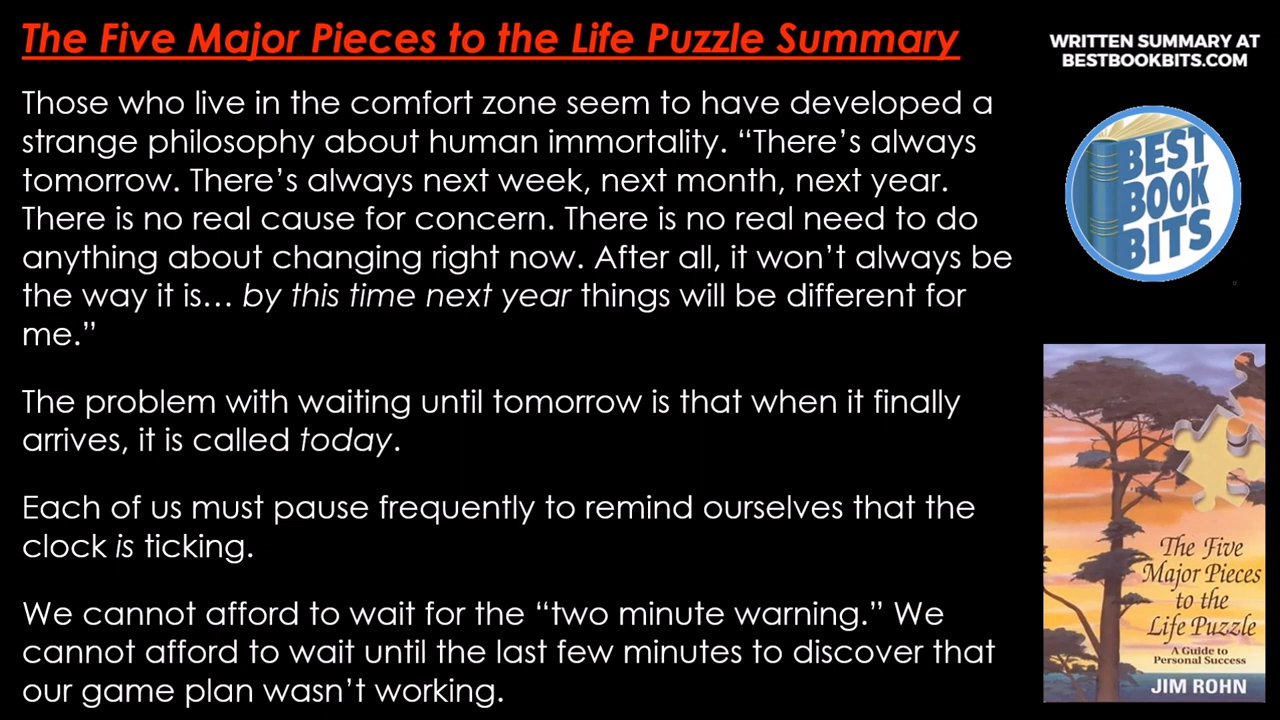 The Five Major Pieces to the Life Puzzle Summary
Those who live in the comfort zone seem to have developed a
strange philosophy about human immortality. “There’s always
tomorrow. There’s always next week, next month, next year.
There is no real cause for concern. There is no real need to do
anything about changing right now. After all, it won’t always be
the way it is… by this time next year things will be different for
me.”
The problem with waiting until tomorrow is that when it finally
arrives, it is called today.
Each of us must pause frequently to remind ourselves that the
clock is ticking.
We cannot afford to wait for the “two minute warning.” We
cannot afford to wait until the last few minutes to discover that
our game plan wasn’t working.
WRITTEN SUMMARY AT
BESTBOOKBITS.COM
BEST
BOOK
BITS
The Five
Major Pieces
to the
Life Puzzle
A Guide to
Personal Success
JIM ROHN